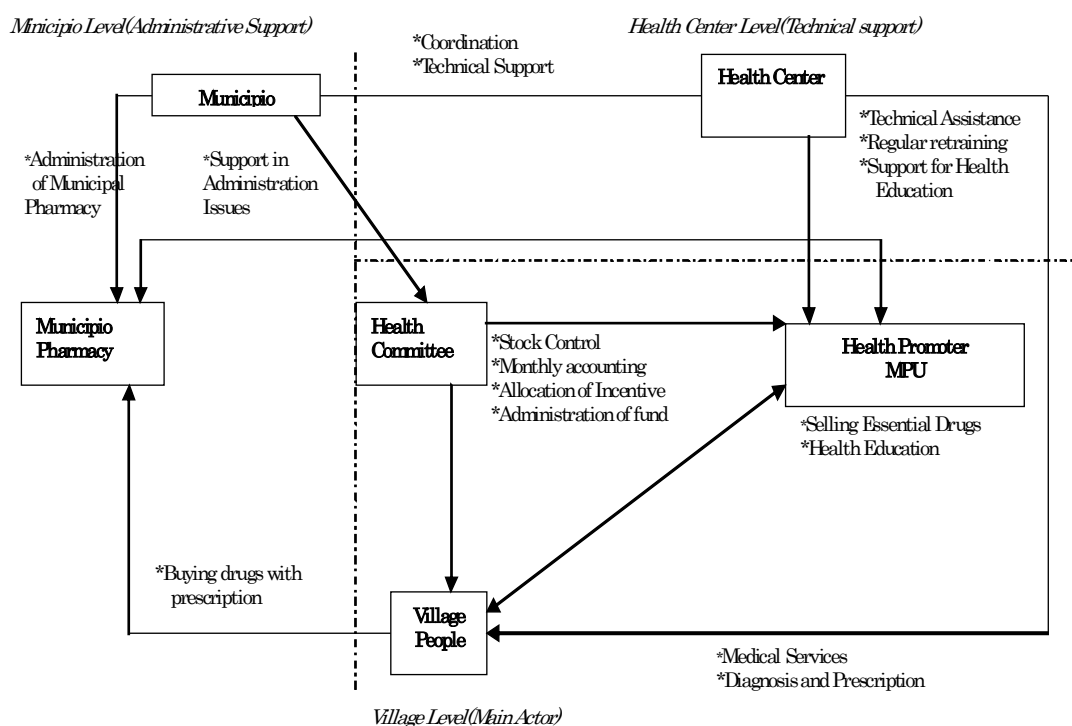 Minicipio Level(Administrative Support)
Health Center Level(Technical support)
*Coordination
*Technical Support
Health Center
Municipio
*Technical Assistance
*Regular retraining
*Support for Health
Education
*Administration
of Municipal
Pharmacy
*Support in
Administration
Issues
Municipio
Pharmacy
Health
Committee
*Stock Control
*Monthly accounting
*Allocation of Incentive
*Administration of fund
Health Promoter
MPU
*Selling Essential Drugs
*Health Education
*Buying drugs with
prescription
Village
People
*Medical Services
*Diagnosis and Prescription
Village Level(Main Actor)